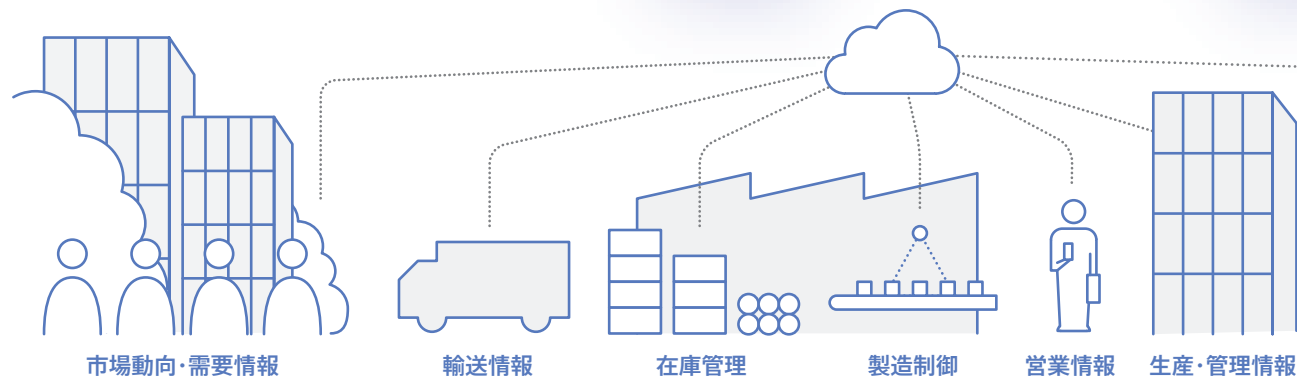 市場動向･需要情報
輸送情報
在庫管理
製造制御
営業情報
生産･管理情報